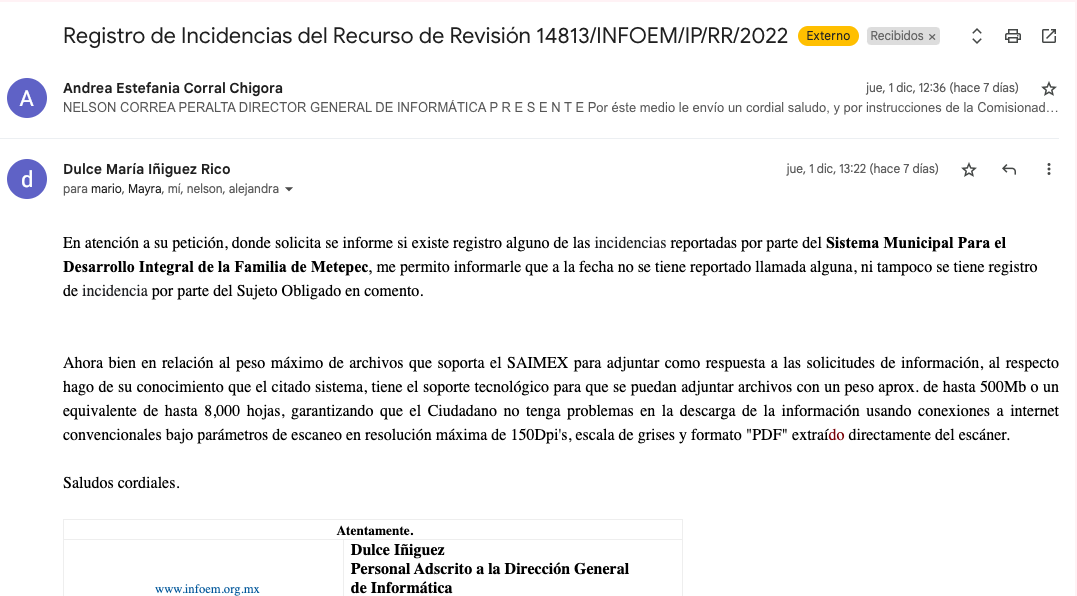 Registro de Incidencias del Recurso de Revisión 14813/INFOEM/IP/RR/2022 Externo Recibidos ×
A
Andrea Estefania Corral Chigora jue, 1 dic, 12:36 (hace 7 días)
NELSON CORREA PERALTA DIRECTOR GENERAL DE INFORMÁTICA P R E S E N T E Por éste medio le envío un cordial saludo, y por instrucciones de la Comisionad…
d
Dulce María Iñiguez Rico jue, 1 dic, 13:22 (hace 7 días)
para mario, Mayra, mí, nelson, alejandra
En atención a su petición, donde solicita se informe si existe registro alguno de las incidencias reportadas por parte del Sistema Municipal Para el
Desarrollo Integral de la Familia de Metepec, me permito informarle que a la fecha no se tiene reportado llamada alguna, ni tampoco se tiene registro
de incidencia por parte del Sujeto Obligado en comento.
Ahora bien en relación al peso máximo de archivos que soporta el SAIMEX para adjuntar como respuesta a las solicitudes de información, al respecto
hago de su conocimiento que el citado sistema, tiene el soporte tecnológico para que se puedan adjuntar archivos con un peso aprox. de hasta 500Mb o un
equivalente de hasta 8,000 hojas, garantizando que el Ciudadano no tenga problemas en la descarga de la información usando conexiones a internet
convencionales bajo parámetros de escaneo en resolución máxima de 150Dpi's, escala de grises y formato "PDF" extraído directamente del escáner.
Saludos cordiales.
Atentamente.
Dulce Iñiguez
Personal Adscrito a la Dirección General
de Informática
www.infoem.org.mx